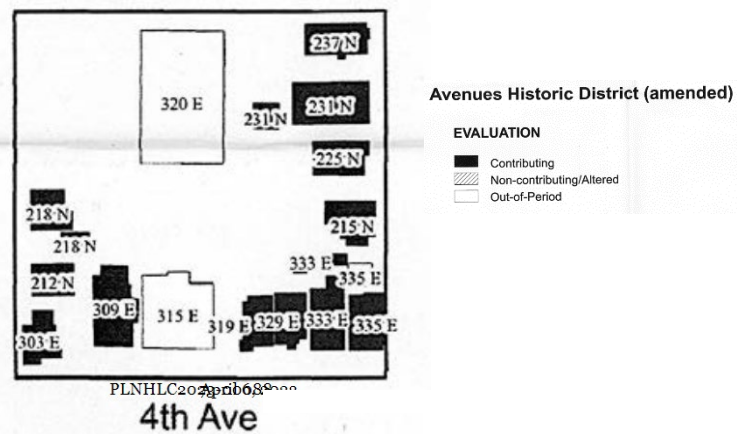 237 N
320 E
231 N
231 N
225 N
218 N
218 N
215 N
333 E
335 E
212 N
309 E
315 E
319 E
329 E
333 E
335 E
303 E
4th Ave
Avenues Historic District (amended)
EVALUATION
Contributing
Non-contributing/Altered
Out-of-Period